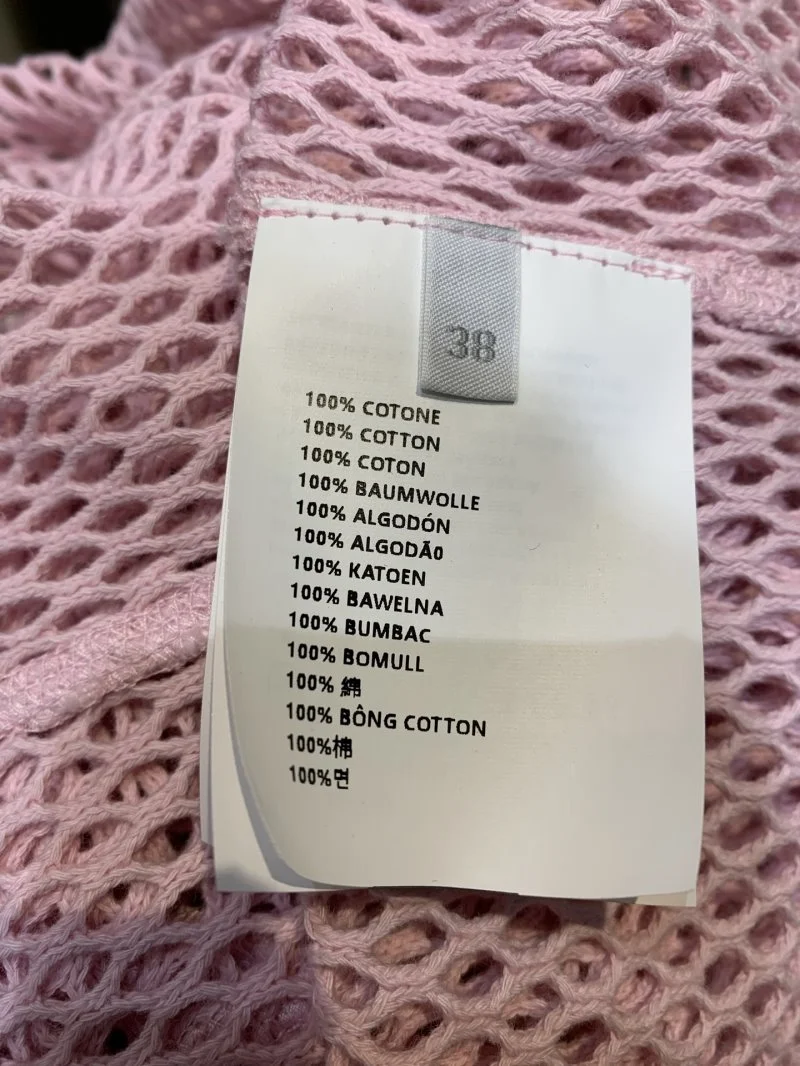 38
100% COTONE
100% COTTON
100% COTON
100% BAUMWOLLE
100% ALGODÓN
100% ALGODÃ0
100% KATOEN
100% BAWELNA
100% BUMBAC
100% BOMULL
100% 綿
100% BÔNG COTTON
100%棉
100%면